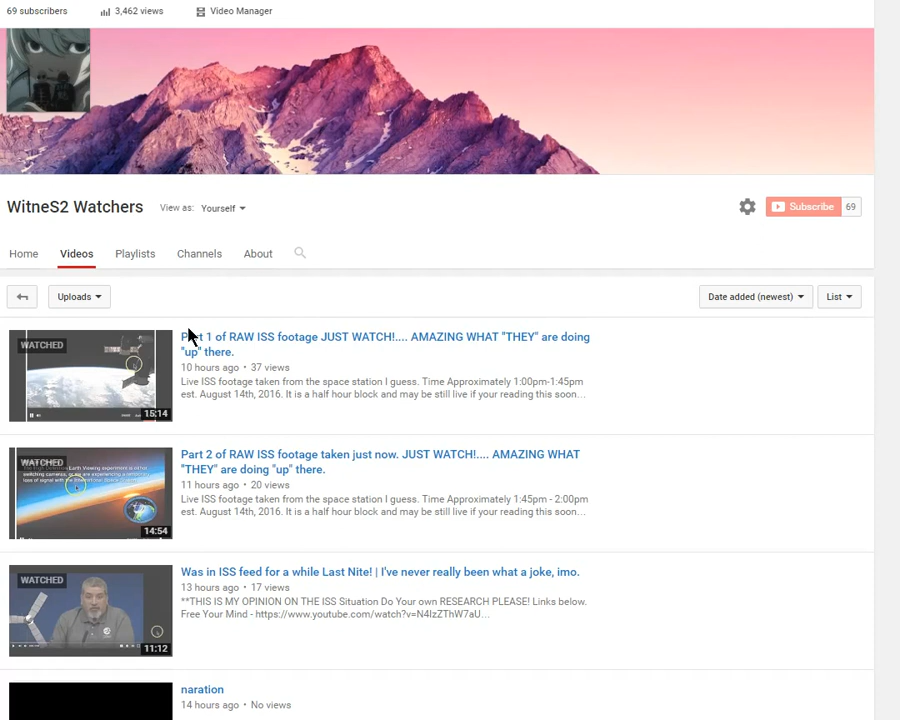 69 subscribers
3,462 views
Video Manager
WitneS2 Watchers
View as: Yourself
Subscribe
69
Home
Videos
Playlists
Channels
About
Uploads
Date added (newest)
List
WATCHED
15:14
Part 1 of RAW ISS footage JUST WATCH!.... AMAZING WHAT "THEY" are doing
"up" there.
10 hours ago • 37 views
Live ISS footage taken from the space station I guess. Time Approximately 1:00pm-1:45pm
est. August 14th, 2016. It is a half hour block and may be still live if your reading this soon...
WATCHED
14:54
Part 2 of RAW ISS footage taken just now. JUST WATCH!.... AMAZING WHAT
"THEY" are doing "up" there.
11 hours ago • 20 views
Live ISS footage taken from the space station I guess. Time Approximately 1:45pm - 2:00pm
est. August 14th, 2016. It is a half hour block and may be still live if your reading this soon...
WATCHED
11:12
Was in ISS feed for a while Last Nite! | I've never really been what a joke, imo.
13 hours ago • 17 views
**THIS IS MY OPINION ON THE ISS Situation Do Your own RESEARCH PLEASE! Links below.
Free Your Mind - https://www.youtube.com/watch?v=N4IzZThW7aU...
naration
14 hours ago • No views